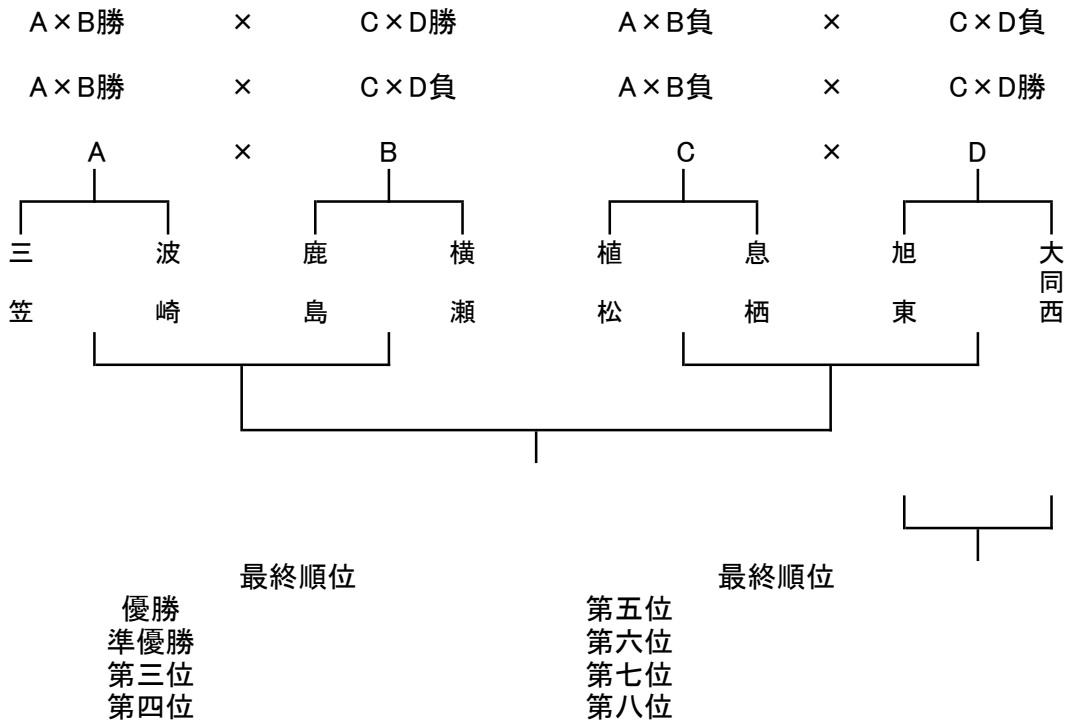 A×B勝 × C×D勝 A×B負 × C×D負
A×B勝 × C×D負 A×B負 × C×D勝
A × B C × D
三笠 波崎 鹿島 横瀬 植松 息栖 旭東 大同西
最終順位 最終順位
優勝 第五位
準優勝 第六位
第三位 第七位
第四位 第八位